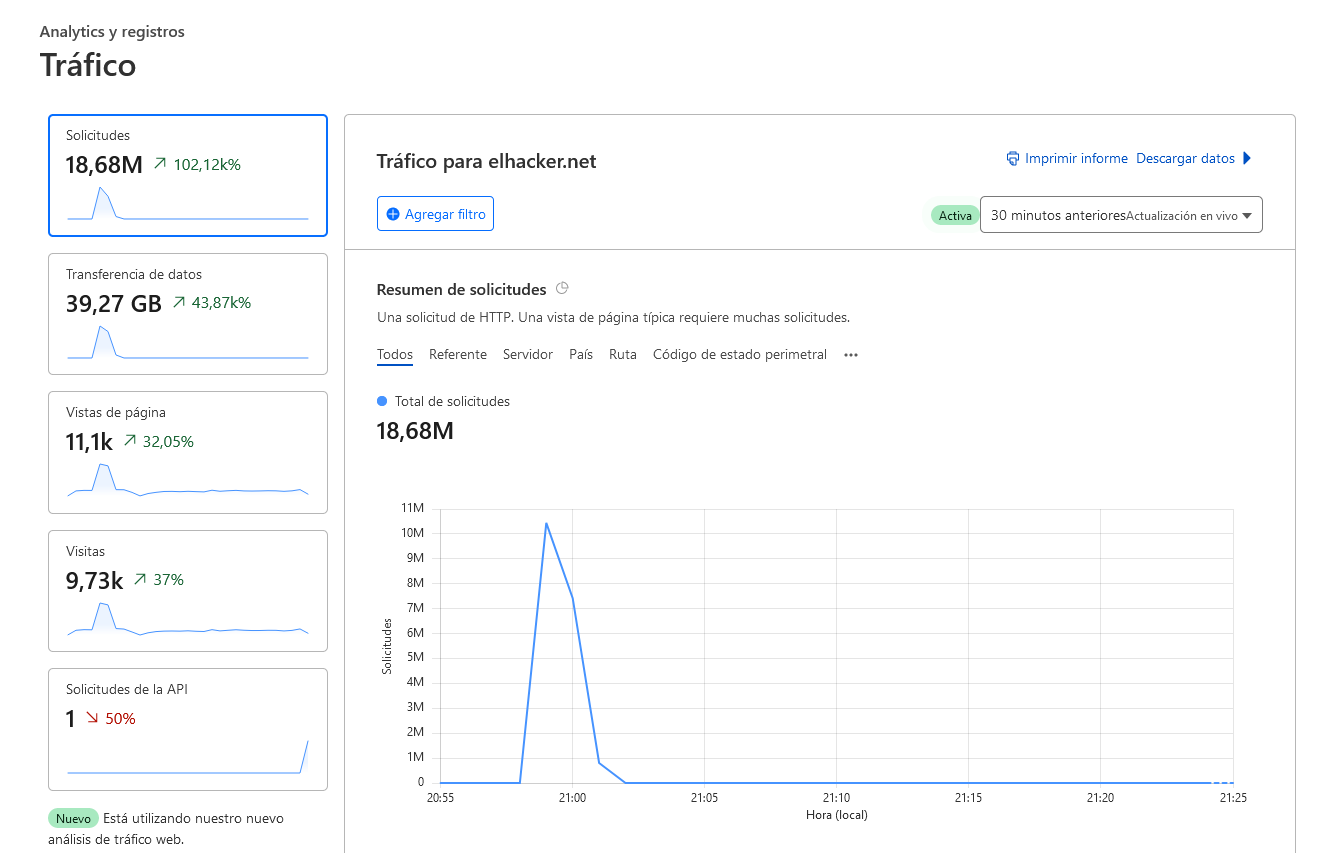 Analytics y registros
Tráfico
Solicitudes
18,68M 102,12k%
Transferencia de datos
39,27 GB 43,87k%
Vistas de página
11,1k 32,05%
Visitas
9,73k 37%
Solicitudes de la API
1 50%
Nuevo Está utilizando nuestro nuevo
análisis de tráfico web.
Tráfico para elhacker.net
Imprimir informe Descargar datos
Agregar filtro
Activa 30 minutos anterioresActualización en vivo
Resumen de solicitudes
Una solicitud de HTTP. Una vista de página típica requiere muchas solicitudes.
Todos Referente Servidor País Ruta Código de estado perimetral ···
Total de solicitudes
18,68M
Solicitudes
11M
10M
9M
8M
7M
6M
5M
4M
3M
2M
1M
0
20:55 21:00 21:05 21:10 21:15 21:20 21:25
Hora (local)